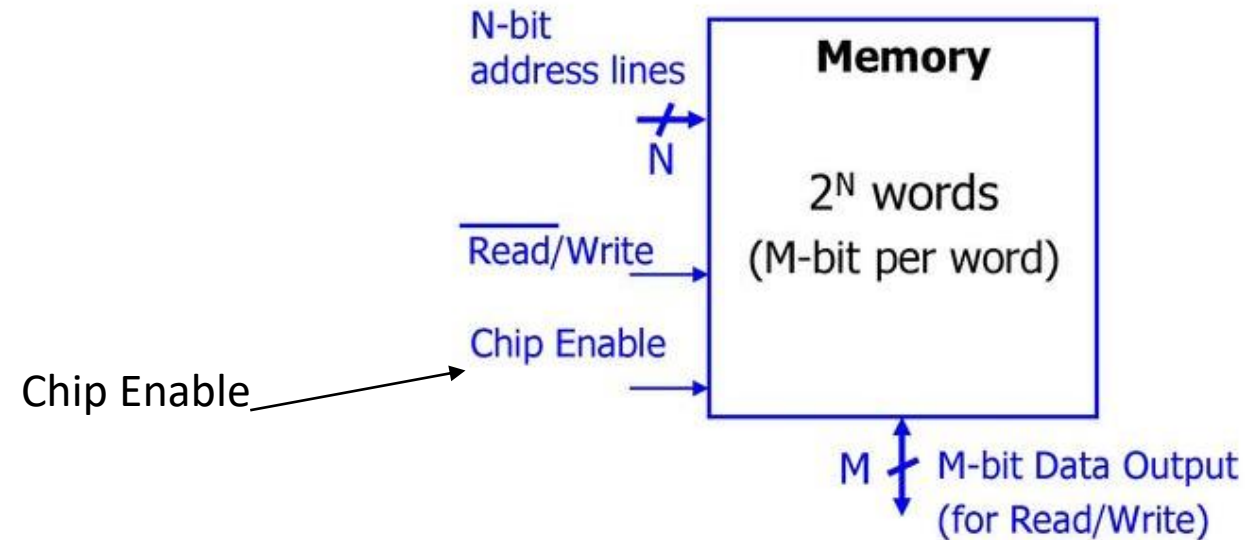 N-bit
address lines
N
Memory
2ᴺ words
(M-bit per word)
Read/Write
Chip Enable
Chip Enable
M
M-bit Data Output
(for Read/Write)